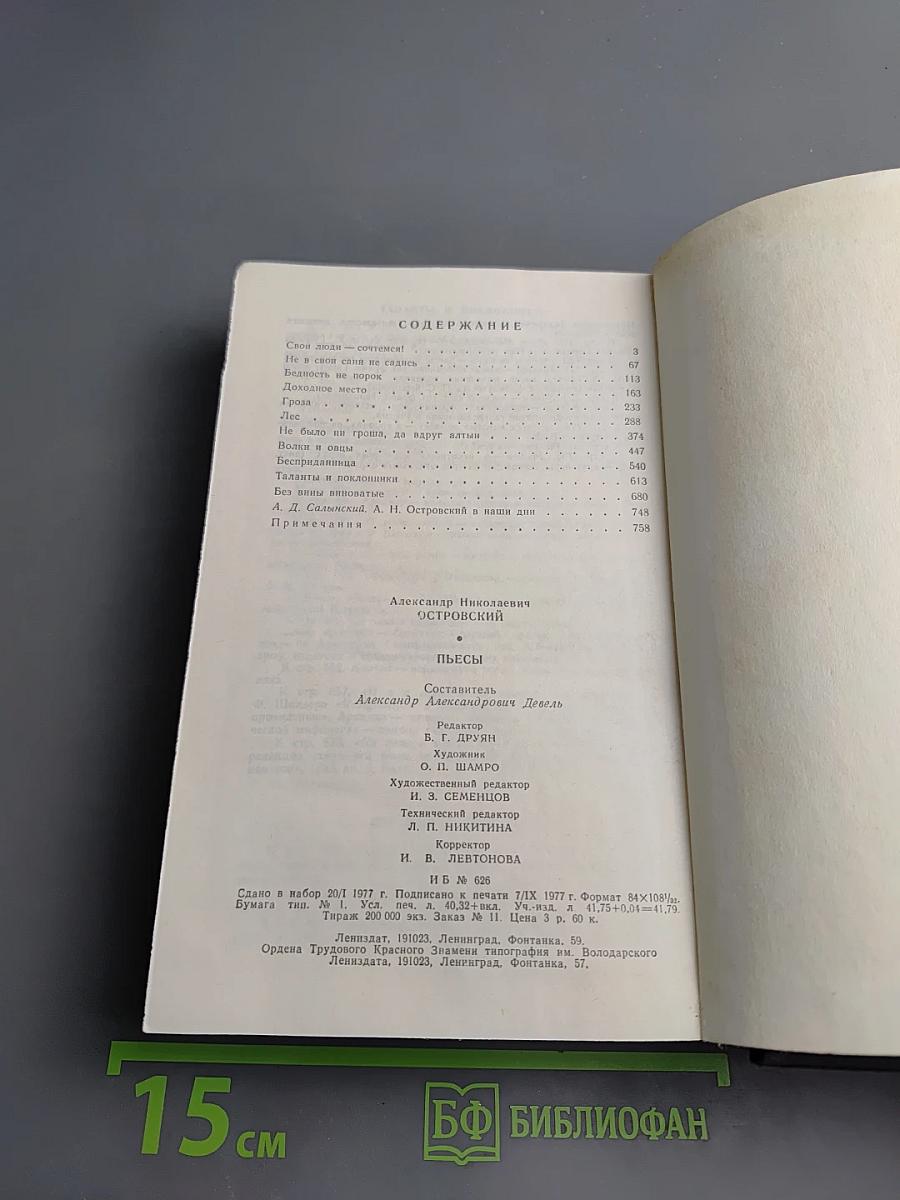 СОДЕРЖАНИЕ
Свои люди — сочтемся! . . . . . . . . . . . . . . . 3
Не в свои сани не садись . . . . . . . . . . . . . . 67
Бедность не порок . . . . . . . . . . . . . . . . 113
Доходное место . . . . . . . . . . . . . . . . . 163
Гроза . . . . . . . . . . . . . . . . . . . . 233
Лес . . . . . . . . . . . . . . . . . . . . . 288
Не было ни гроша, да вдруг алтын . . . . . . . . . . 374
Волки и овцы . . . . . . . . . . . . . . . . . . 447
Бесприданница . . . . . . . . . . . . . . . . . 540
Таланты и поклонники . . . . . . . . . . . . . . . 613
Без вины виноватые . . . . . . . . . . . . . . . 680
А. Д. Салынский. А. Н. Островский в наши дни . . . . . . 748
Примечания . . . . . . . . . . . . . . . . . . 758
Александр Николаевич
ОСТРОВСКИЙ
•
ПЬЕСЫ
Составитель
Александр Александрович Девель
Редактор
Б. Г. ДРУЯН
Художник
О. П. ШАМРО
Художественный редактор
И. З. СЕМЕНЦОВ
Технический редактор
Л. П. НИКИТИНА
Корректор
И. В. ЛЕВТОНОВА
ИБ № 626
Сдано в набор 20/I 1977 г. Подписано к печати 7/IX 1977 г. Формат 84×108¹/₃₂.
Бумага тип. № 1. Усл. печ. л. 40,32+вкл. Уч.-изд. л 41,75+0,04=41,79.
Тираж 200 000 экз. Заказ № 11. Цена 3 р. 60 к.
Лениздат, 191023, Ленинград, Фонтанка, 59.
Ордена Трудового Красного Знамени типография им. Володарского
Лениздата, 191023, Ленинград, Фонтанка, 57.
15 см
БФ БИБЛИОФАН